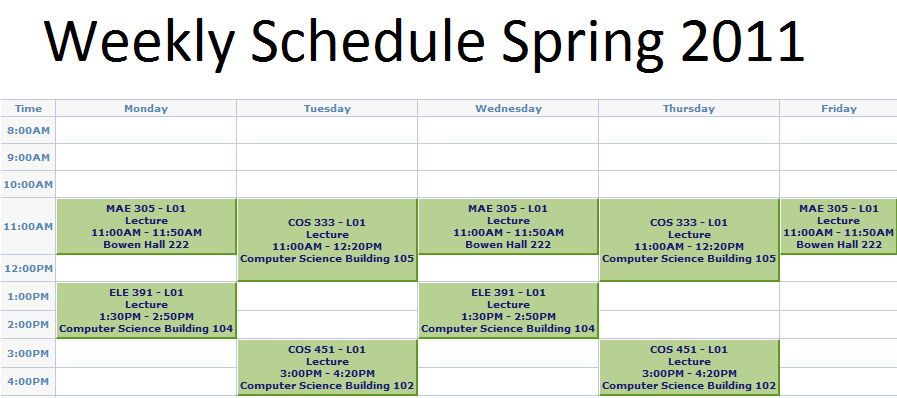 Weekly Schedule Spring 2011
Time Monday Tuesday Wednesday Thursday Friday
8:00AM
9:00AM
10:00AM
11:00AM
MAE 305 - L01
Lecture
11:00AM - 11:50AM
Bowen Hall 222
COS 333 - L01
Lecture
11:00AM - 12:20PM
Computer Science Building 105
MAE 305 - L01
Lecture
11:00AM - 11:50AM
Bowen Hall 222
COS 333 - L01
Lecture
11:00AM - 12:20PM
Computer Science Building 105
MAE 305 - L01
Lecture
11:00AM - 11:50AM
Bowen Hall 222
12:00PM
1:00PM
ELE 391 - L01
Lecture
1:30PM - 2:50PM
Computer Science Building 104
ELE 391 - L01
Lecture
1:30PM - 2:50PM
Computer Science Building 104
2:00PM
3:00PM
COS 451 - L01
Lecture
3:00PM - 4:20PM
Computer Science Building 102
COS 451 - L01
Lecture
3:00PM - 4:20PM
Computer Science Building 102
4:00PM